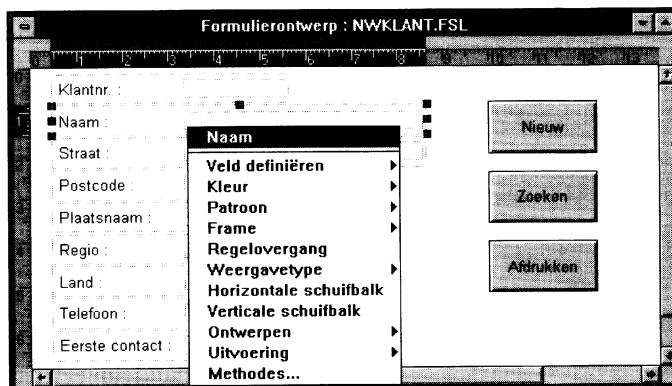 Formulierontwerp : NWKLANT.FSL
Klantnr. :
Naam :
Straat :
Postcode :
Plaatsnaam :
Regio :
Land :
Telefoon :
Eerste contact :
Naam
Veld definiëren
Kleur
Patroon
Frame
Regelovergang
Weergavetype
Horizontale schuifbalk
Verticale schuifbalk
Ontwerpen
Uitvoering
Methodes...
Nieuw
Zoeken
Afdrukken